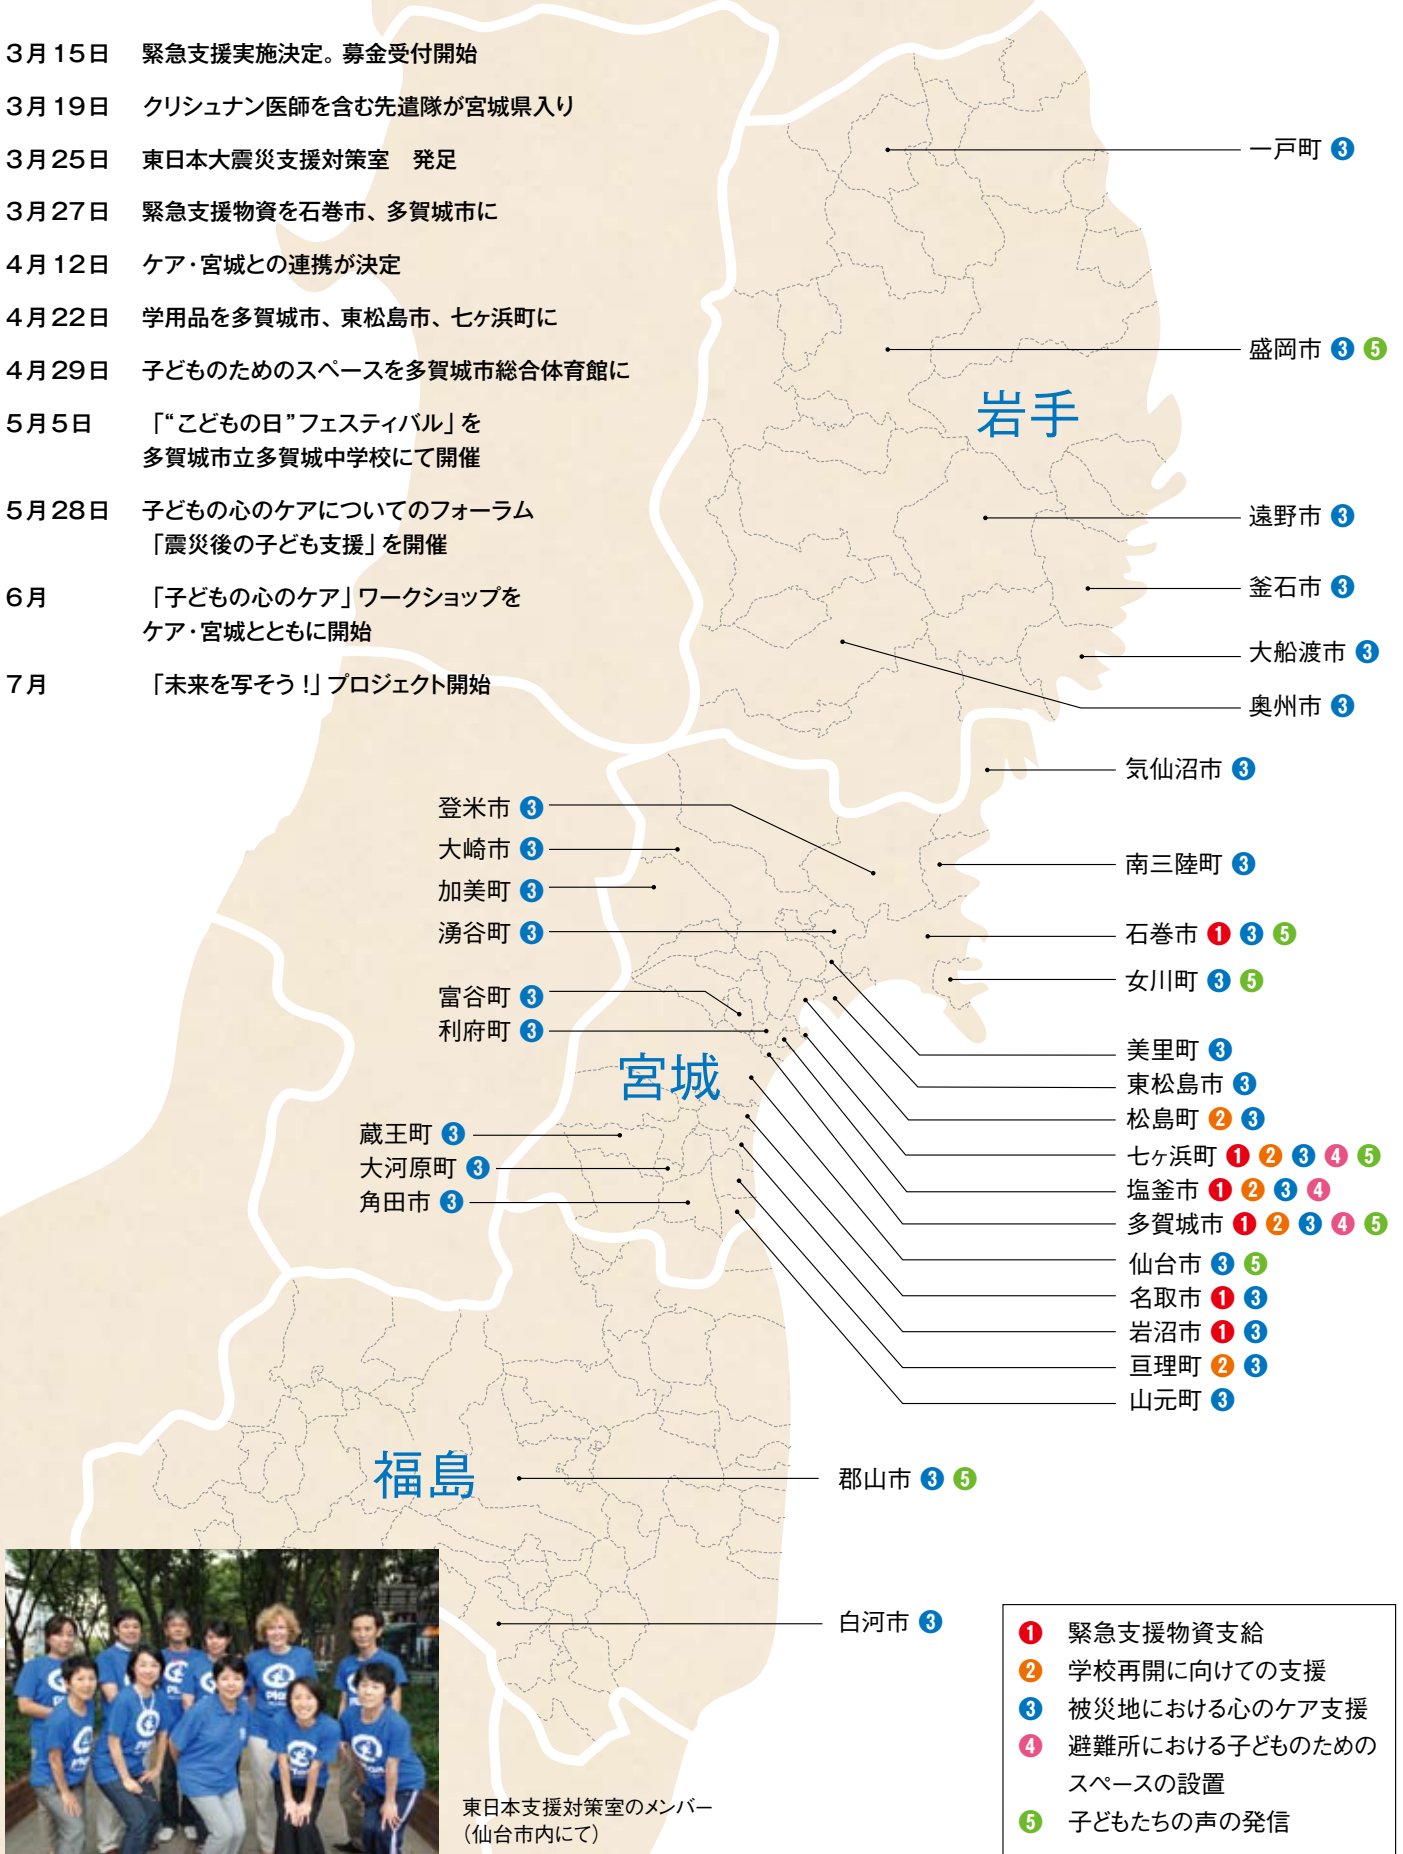 3月15日 緊急支援実施決定。募金受付開始
3月19日 クリシュナン医師を含む先遣隊が宮城県入り
3月25日 東日本大震災支援対策室　発足
3月27日 緊急支援物資を石巻市、多賀城市に
4月12日 ケア・宮城との連携が決定
4月22日 学用品を多賀城市、東松島市、七ヶ浜町に
4月29日 子どものためのスペースを多賀城市総合体育館に
5月5日 「“こどもの日”フェスティバル」を
多賀城市立多賀城中学校にて開催
5月28日 子どもの心のケアについてのフォーラム
「震災後の子ども支援」を開催
6月 「子どもの心のケア」ワークショップを
ケア・宮城とともに開始
7月 「未来を写そう！」プロジェクト開始
一戸町 3
盛岡市 3 5
岩手
遠野市 3
釜石市 3
大船渡市 3
奥州市 3
気仙沼市 3
南三陸町 3
石巻市 1 3 5
女川町 3 5
登米市 3
大崎市 3
加美町 3
湧谷町 3
富谷町 3
利府町 3
宮城
蔵王町 3
大河原町 3
角田市 3
美里町 3
東松島市 3
松島町 2 3
七ヶ浜町 1 2 3 4 5
塩釜市 1 2 3 4
多賀城市 1 2 3 4 5
仙台市 3 5
名取市 1 3
岩沼市 1 3
亘理町 2 3
山元町 3
福島
郡山市 3 5
白河市 3
東日本支援対策室のメンバー
（仙台市内にて）
1 緊急支援物資支給
2 学校再開に向けての支援
3 被災地における心のケア支援
4 避難所における子どものための
スペースの設置
5 子どもたちの声の発信